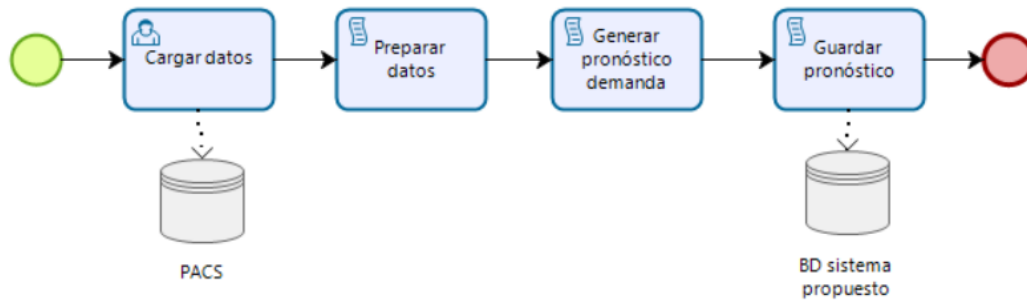 Cargar datos
Preparar
datos
Generar
pronóstico
demanda
Guardar
pronóstico
PACS
BD sistema
propuesto